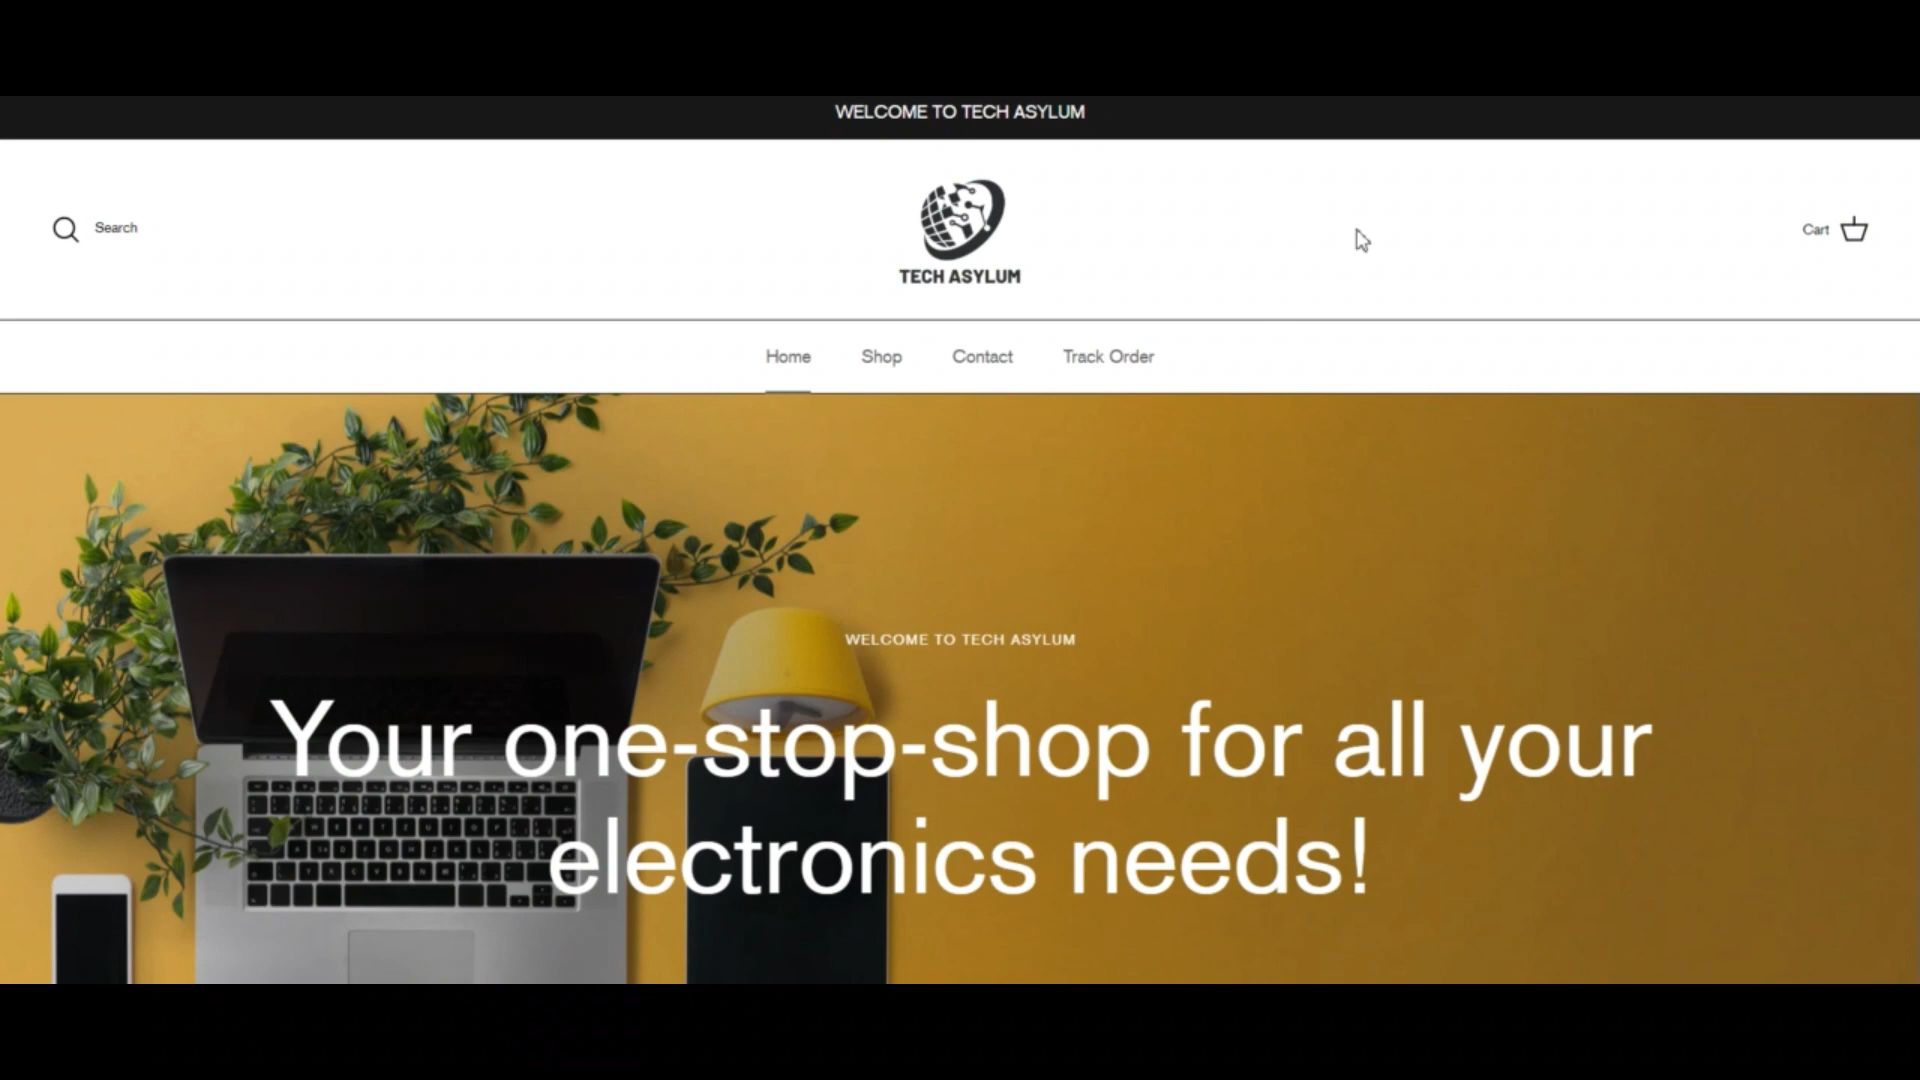 WELCOME TO TECH ASYLUM
Search
TECH ASYLUM
Cart
Home
Shop
Contact
Track Order
WELCOME TO TECH ASYLUM
Your one-stop-shop for all your
electronics needs!